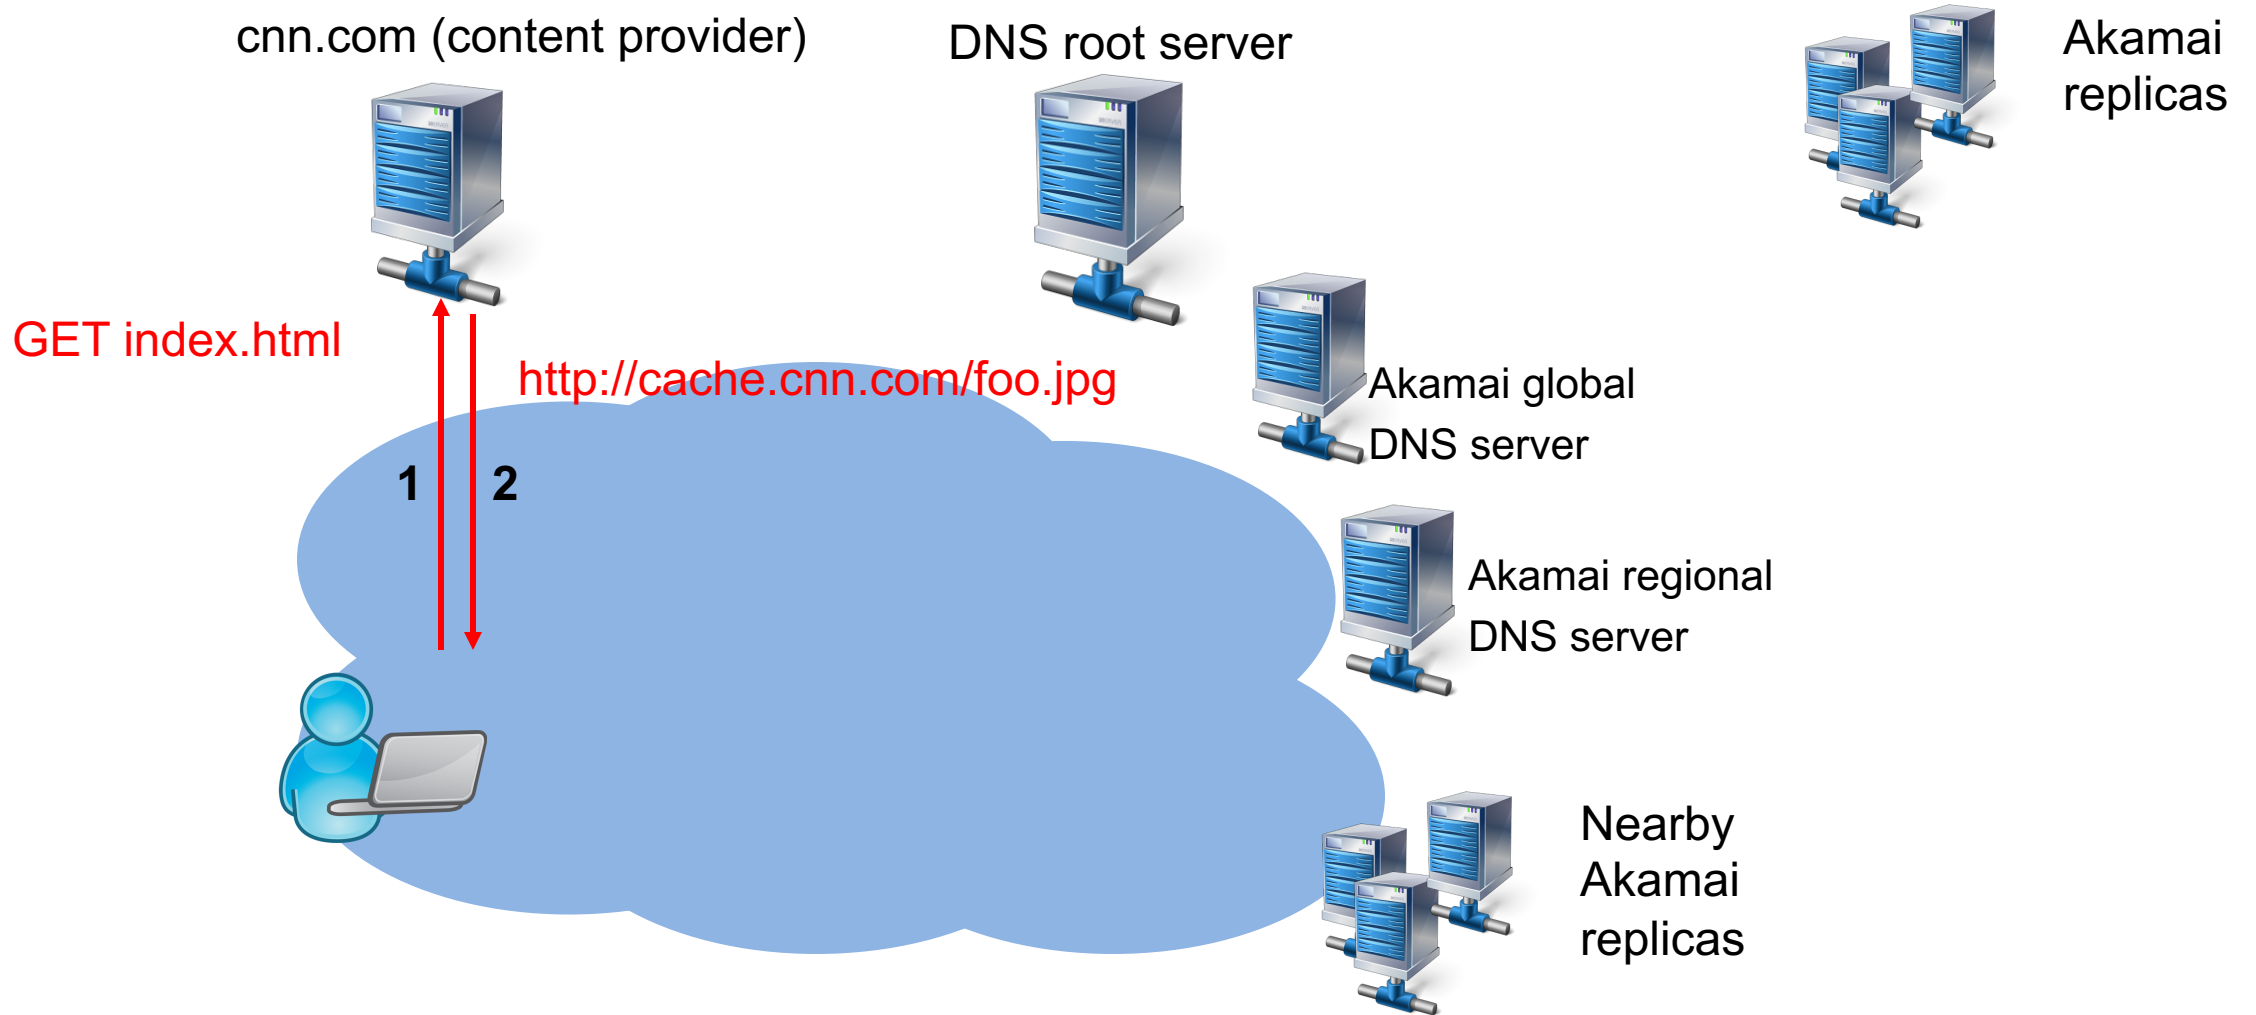 cnn.com (content provider)
DNS root server
Akamai
replicas
GET index.html
http://cache.cnn.com/foo.jpg
Akamai global
DNS server
1
2
Akamai regional
DNS server
Nearby
Akamai
replicas